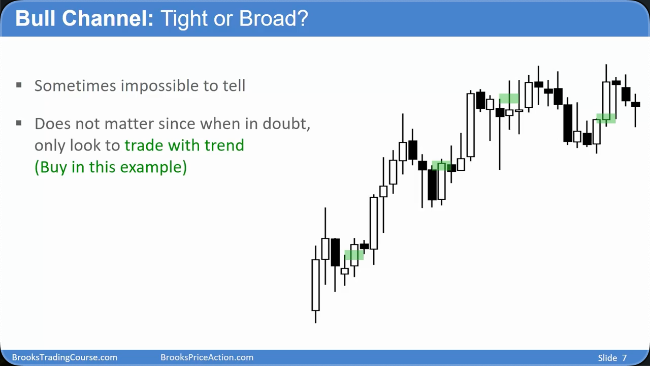 Bull Channel: Tight or Broad?
Sometimes impossible to tell
Does not matter since when in doubt,
only look to trade with trend
(Buy in this example)
BrooksTradingCourse.com
BrooksPriceAction.com
Slide 7